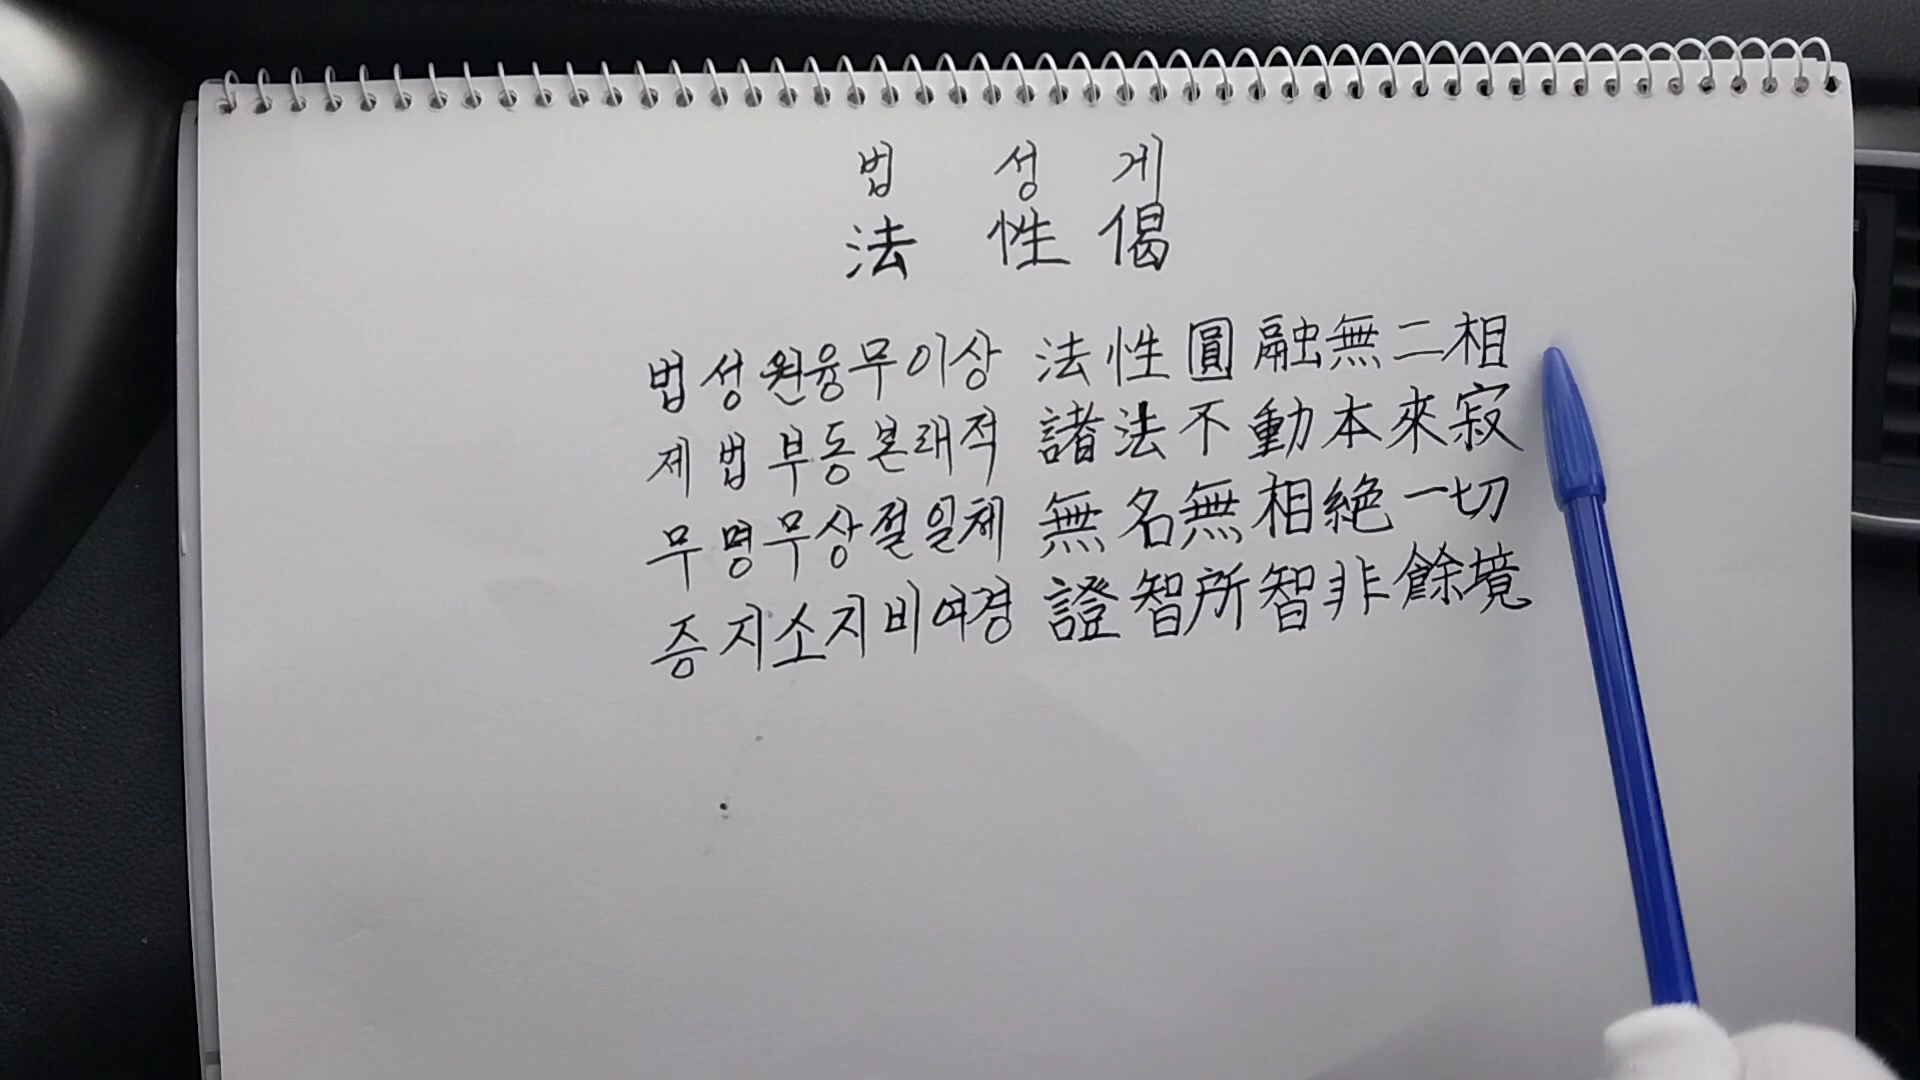 법 성 게
法 性 偈
법성원융무이상 法性圓融無二相
제법부동본래적 諸法不動本來寂
무명무상절일체 無名無相絶一切
증지소지비여경 證智所智非餘境